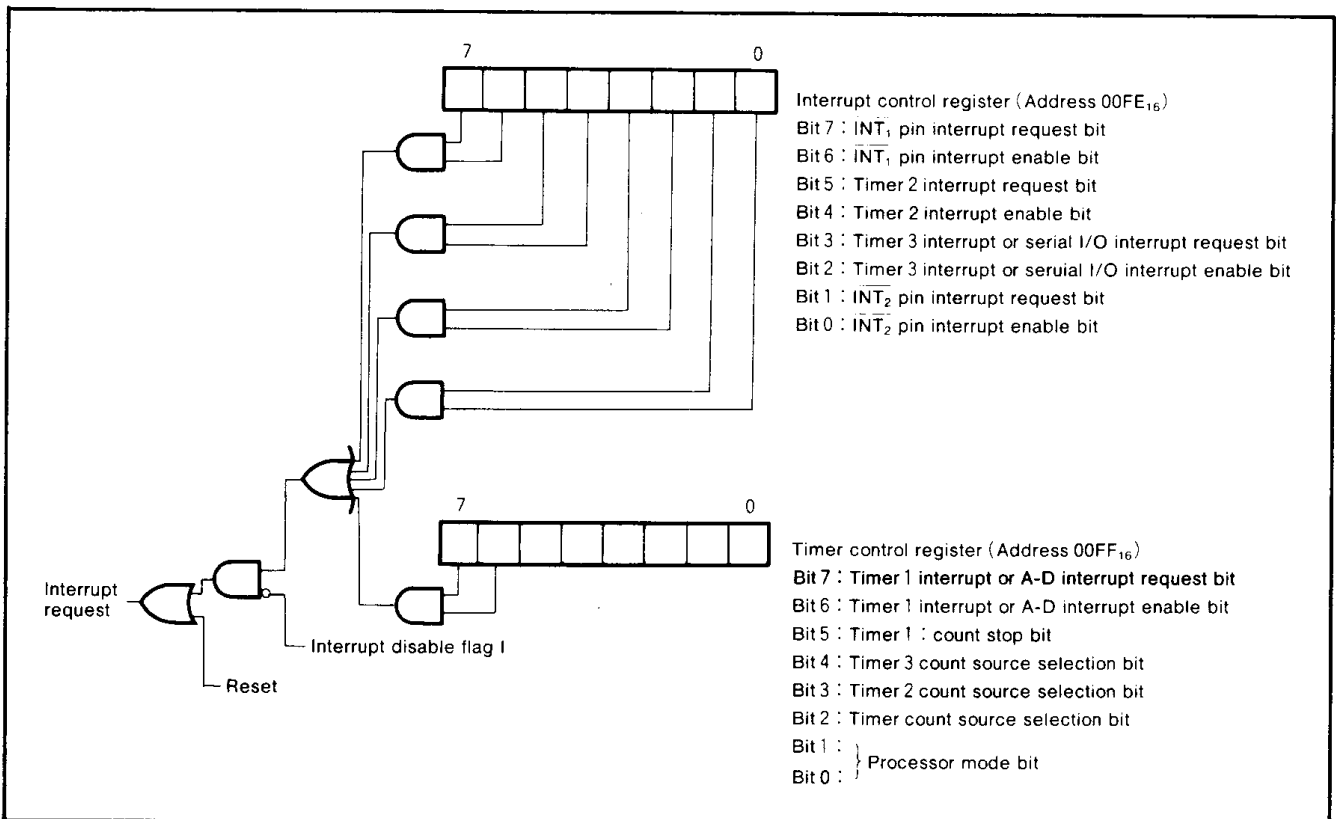 7 0
Interrupt control register (Address 00FE₁₆)
Bit 7 : I̅N̅T̅₁ pin interrupt request bit
Bit 6 : I̅N̅T̅₁ pin interrupt enable bit
Bit 5 : Timer 2 interrupt request bit
Bit 4 : Timer 2 interrupt enable bit
Bit 3 : Timer 3 interrupt or serial I/O interrupt request bit
Bit 2 : Timer 3 interrupt or seruial I/O interrupt enable bit
Bit 1 : I̅N̅T̅₂ pin interrupt request bit
Bit 0 : I̅N̅T̅₂ pin interrupt enable bit
7 0
Timer control register (Address 00FF₁₆)
Bit 7 : Timer 1 interrupt or A-D interrupt request bit
Bit 6 : Timer 1 interrupt or A-D interrupt enable bit
Bit 5 : Timer 1 : count stop bit
Bit 4 : Timer 3 count source selection bit
Bit 3 : Timer 2 count source selection bit
Bit 2 : Timer count source selection bit
Bit 1 :
Processor mode bit
Bit 0 :
Interrupt
request
Interrupt disable flag I
Reset